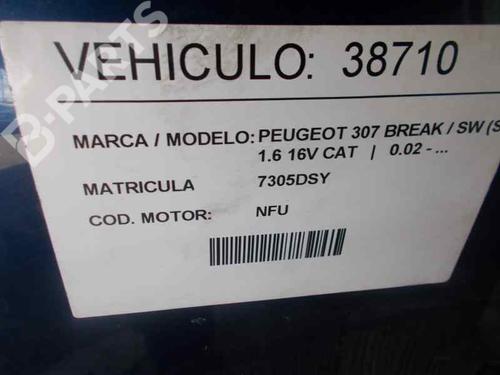 VEHICULO: 38710
MARCA / MODELO: PEUGEOT 307 BREAK / SW (S
1.6 16V CAT | 0.02 - ...
MATRICULA 7305DSY
COD. MOTOR: NFU
B-PARTS